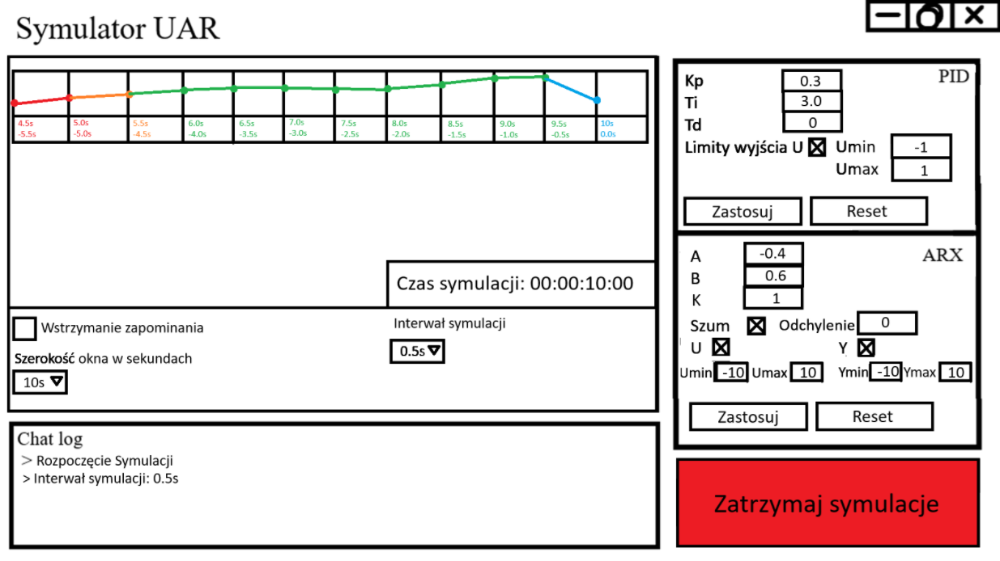 Symulator UAR
4.5s 5.0s 5.5s 6.0s 6.5s 7.0s 7.5s 8.0s 8.5s 9.0s 9.5s 10s
-5.5s -5.0s -4.5s -4.0s -3.5s -3.0s -2.5s -2.0s -1.5s -1.0s -0.5s 0.0s
Czas symulacji: 00:00:10:00
Wstrzymanie zapominania
Szerokość okna w sekundach
10s
Interwał symulacji
0.5s
Chat log
> Rozpoczęcie Symulacji
> Interwał symulacji: 0.5s
PID
Kp 0.3
Ti 3.0
Td 0
Limity wyjścia U Umin -1
Umax 1
Zastosuj Reset
ARX
A -0.4
B 0.6
K 1
Szum Odchylenie 0
U Y
Umin -10 Umax 10 Ymin -10 Ymax 10
Zastosuj Reset
Zatrzymaj symulacje